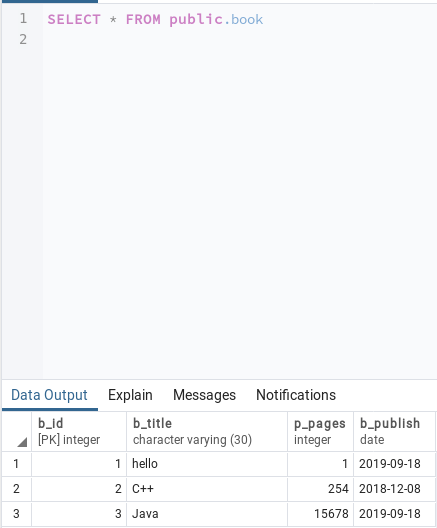 1 SELECT * FROM public.book
2
Data Output Explain Messages Notifications
b_id b_title p_pages b_publish
[PK] integer character varying (30) integer date
1 1 hello 1 2019-09-18
2 2 C++ 254 2018-12-08
3 3 Java 15678 2019-09-18